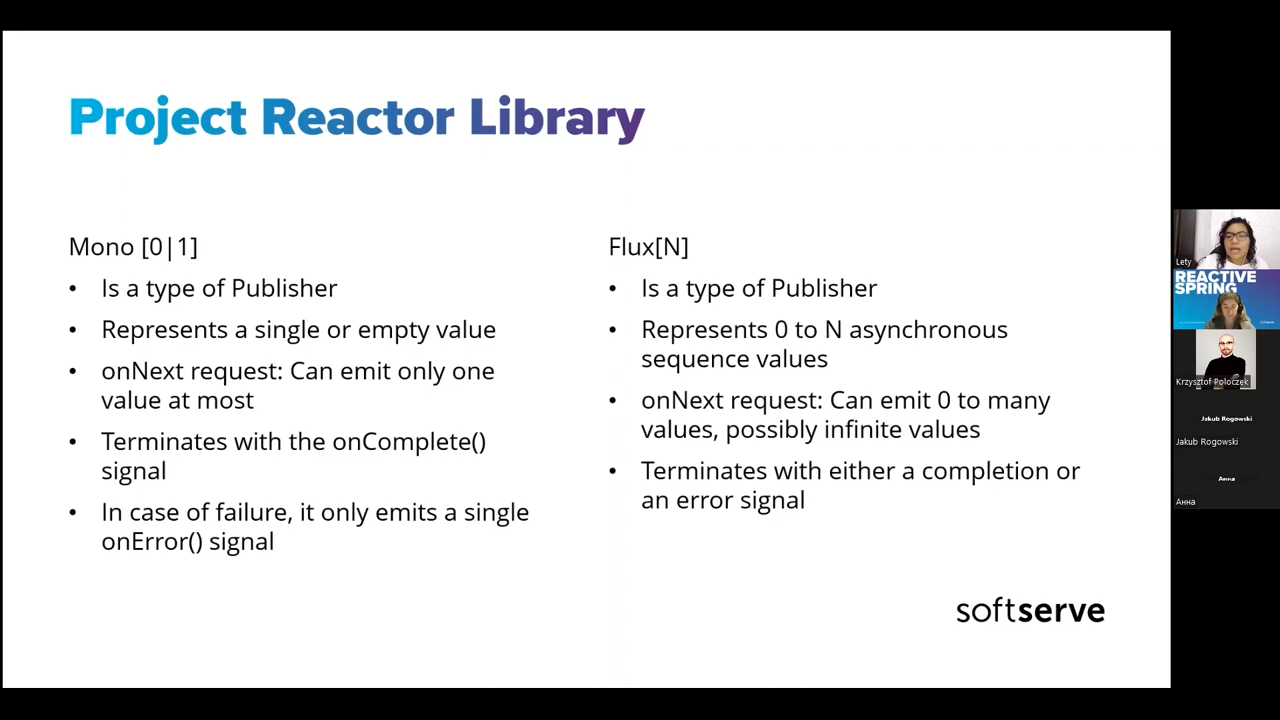 Project Reactor Library
Mono [0|1]
• Is a type of Publisher
• Represents a single or empty value
• onNext request: Can emit only one
value at most
• Terminates with the onComplete()
signal
• In case of failure, it only emits a single
onError() signal
Flux[N]
• Is a type of Publisher
• Represents 0 to N asynchronous
sequence values
• onNext request: Can emit 0 to many
values, possibly infinite values
• Terminates with either a completion or
an error signal
softserve
Lety
REACTIVE
SPRING
Krzysztof Poloczek
Jakub Rogowski
Jakub Rogowski
Анна
Анна